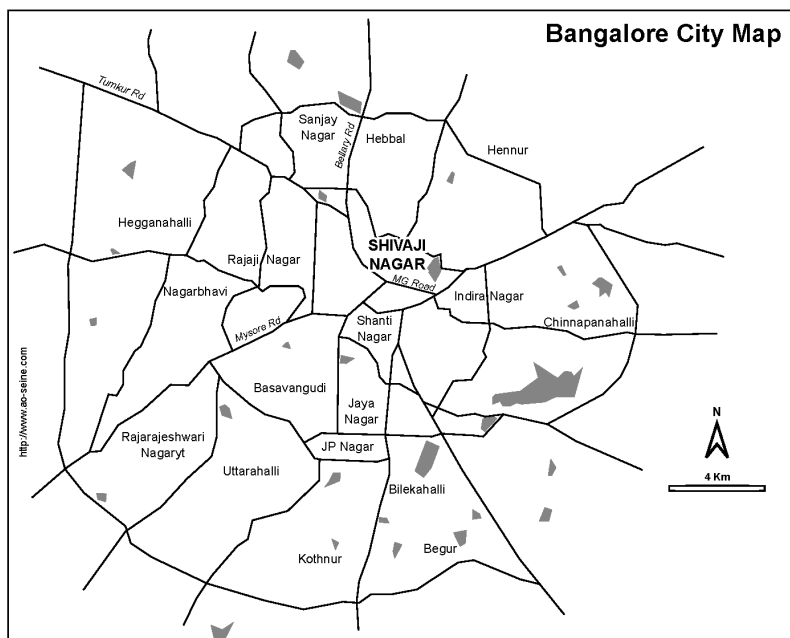 Bangalore City Map
Tumkur Rd
Sanjay
Nagar
Bellary Rd
Hebbal
Hennur
Hegganahalli
SHIVAJI
NAGAR
Rajaji Nagar
MG Road
Nagarbhavi
Indira Nagar
Mysore Rd
Shanti
Nagar
Chinnapanahalli
http://www.ao-seine.com
Basavangudi
Jaya
Nagar
N
Rajarajeshwari
Nagaryt
JP Nagar
Uttarahalli
4 Km
Bilekahalli
Kothnur
Begur